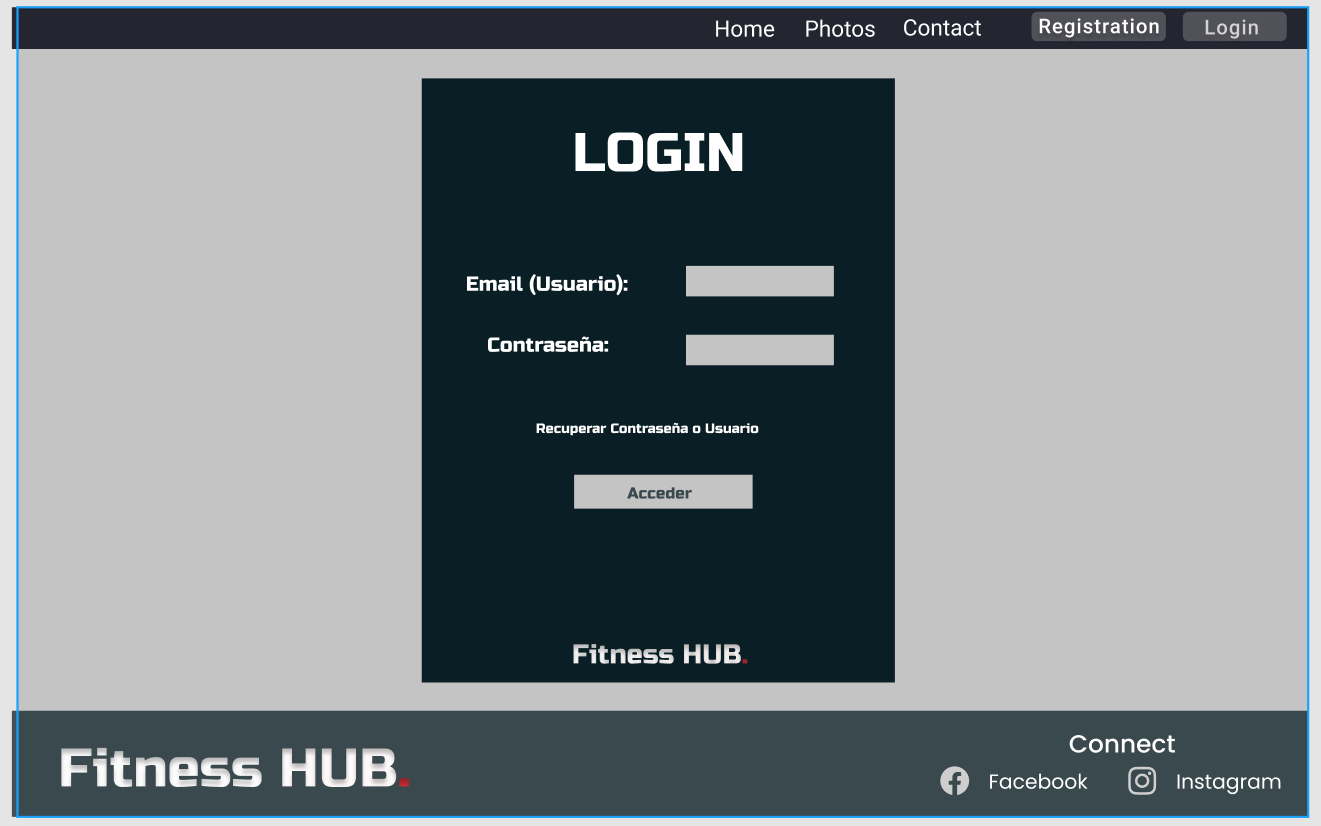 Home Photos Contact Registration Login
LOGIN
Email (Usuario):
Contraseña:
Recuperar Contraseña o Usuario
Acceder
Fitness HUB.
Fitness HUB.
Connect
Facebook Instagram